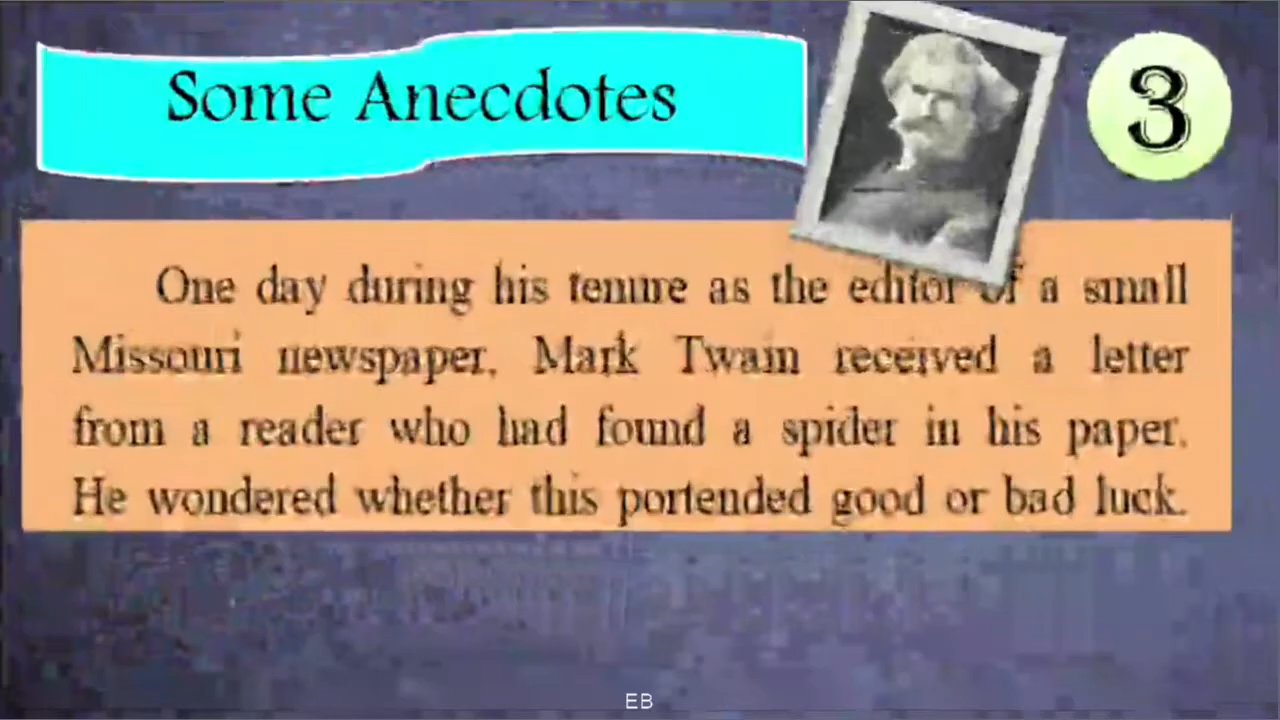 Some Anecdotes
3
One day during his tenure as the editor of a small
Missouri newspaper, Mark Twain received a letter
from a reader who had found a spider in his paper.
He wondered whether this portended good or bad luck.
EB